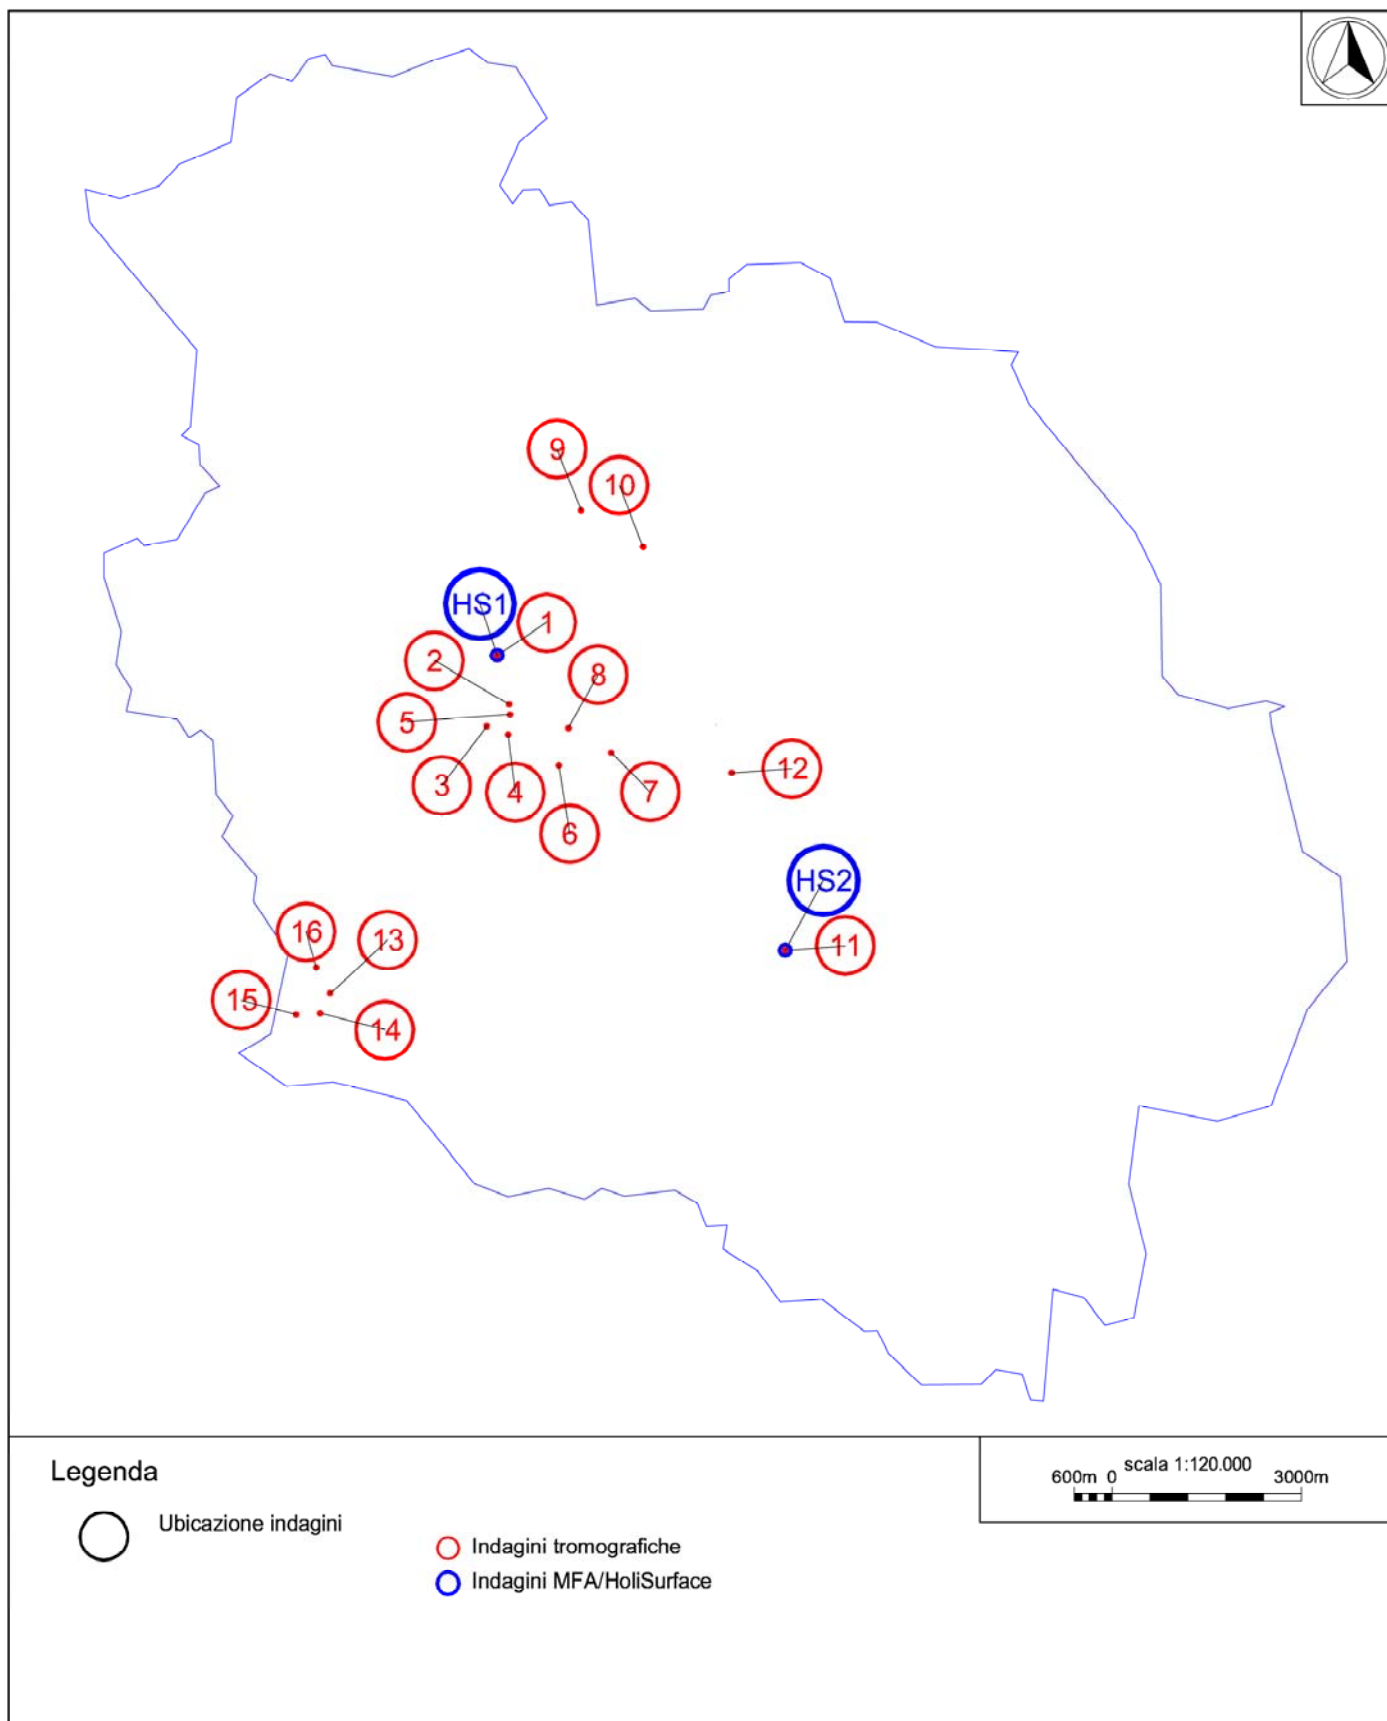 9
10
HS1
1
2
8
5
3
4
7
12
6
HS2
16
13
11
15
14
Legenda
Ubicazione indagini
Indagini tromografiche
Indagini MFA/HoliSurface
scala 1:120.000
600m 0 3000m